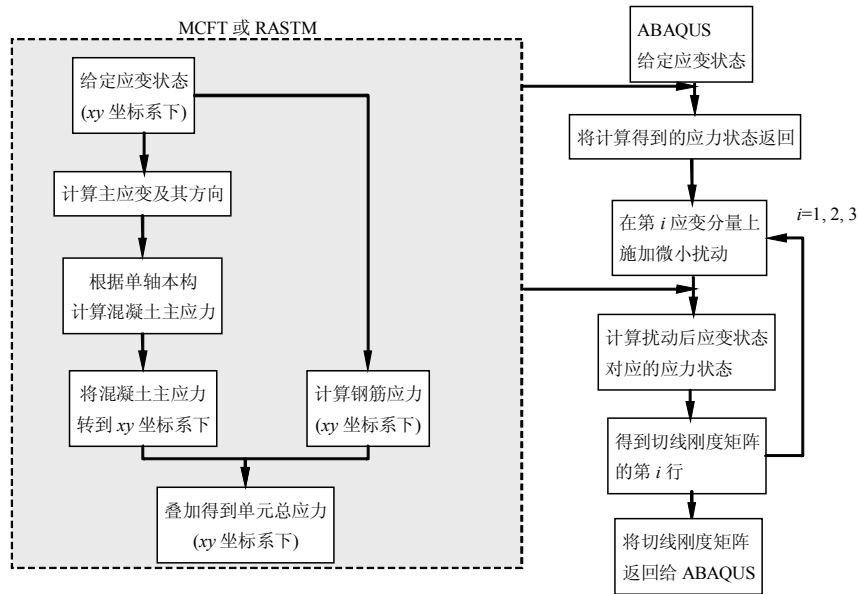 MCFT 或 RASTM
给定应变状态
(xy 坐标系下)
计算主应变及其方向
根据单轴本构
计算混凝土主应力
将混凝土主应力
转到 xy 坐标系下
计算钢筋应力
(xy 坐标系下)
叠加得到单元总应力
(xy 坐标系下)
ABAQUS
给定应变状态
将计算得到的应力状态返回
在第 i 应变分量上
施加微小扰动
i=1, 2, 3
计算扰动后应变状态
对应的应力状态
得到切线刚度矩阵
的第 i 行
将切线刚度矩阵
返回给 ABAQUS